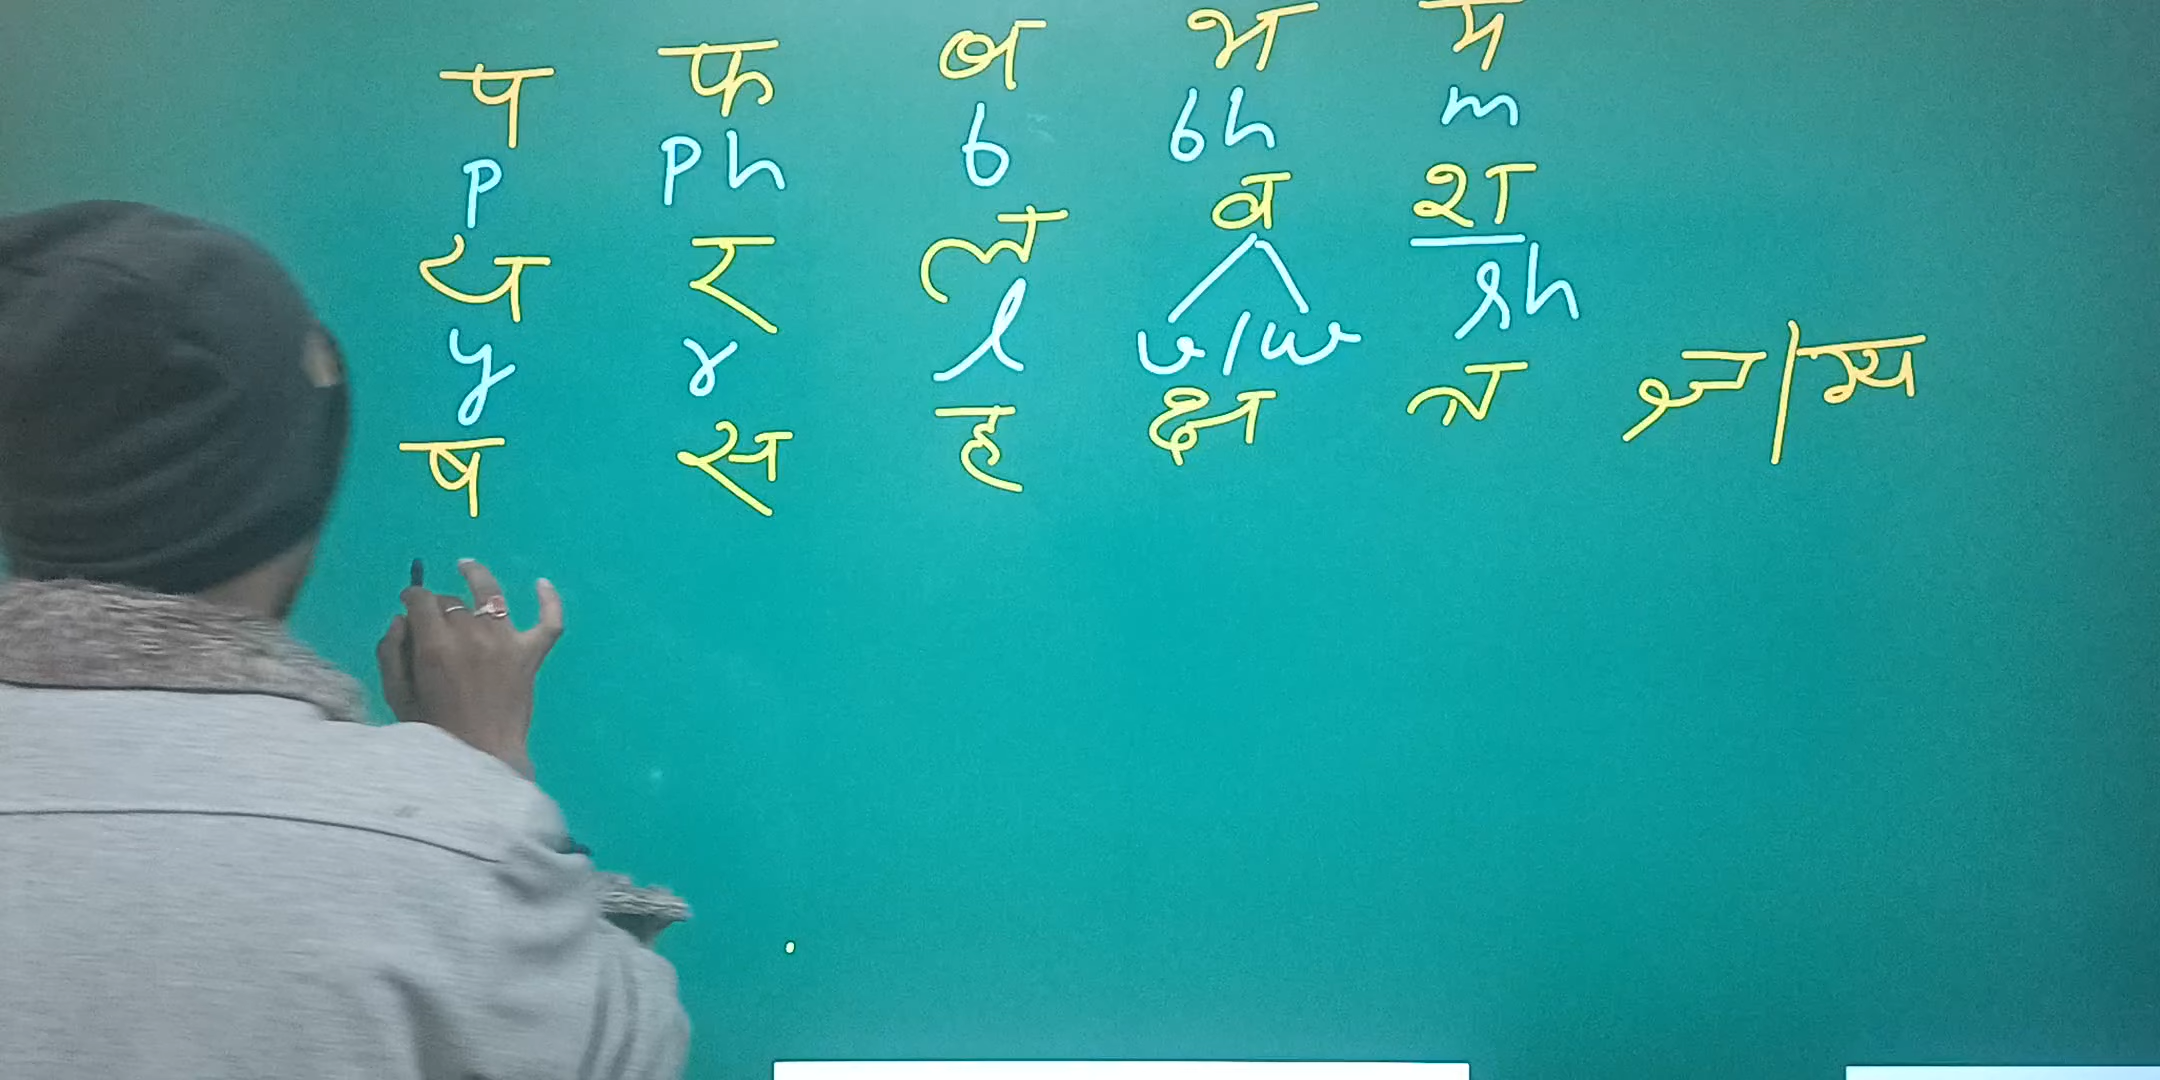 प फ ब भ म
p ph b bh m
य र ल व श
y r l v/w sh
ष स ह क्ष त्र